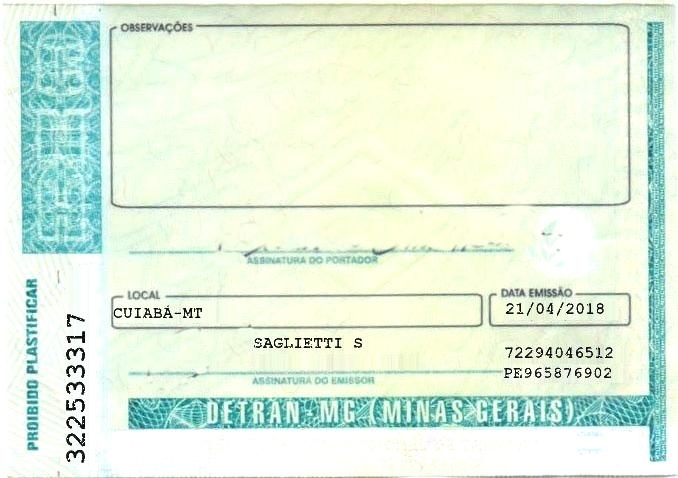 OBSERVAÇÕES
ASSINATURA DO PORTADOR
LOCAL
CUIABÁ-MT
DATA EMISSÃO
21/04/2018
SAGLIETTI S
72294046512
PE965876902
ASSINATURA DO EMISSOR
DETRAN-MG (MINAS GERAIS)
PROIBIDO PLASTIFICAR
322533317